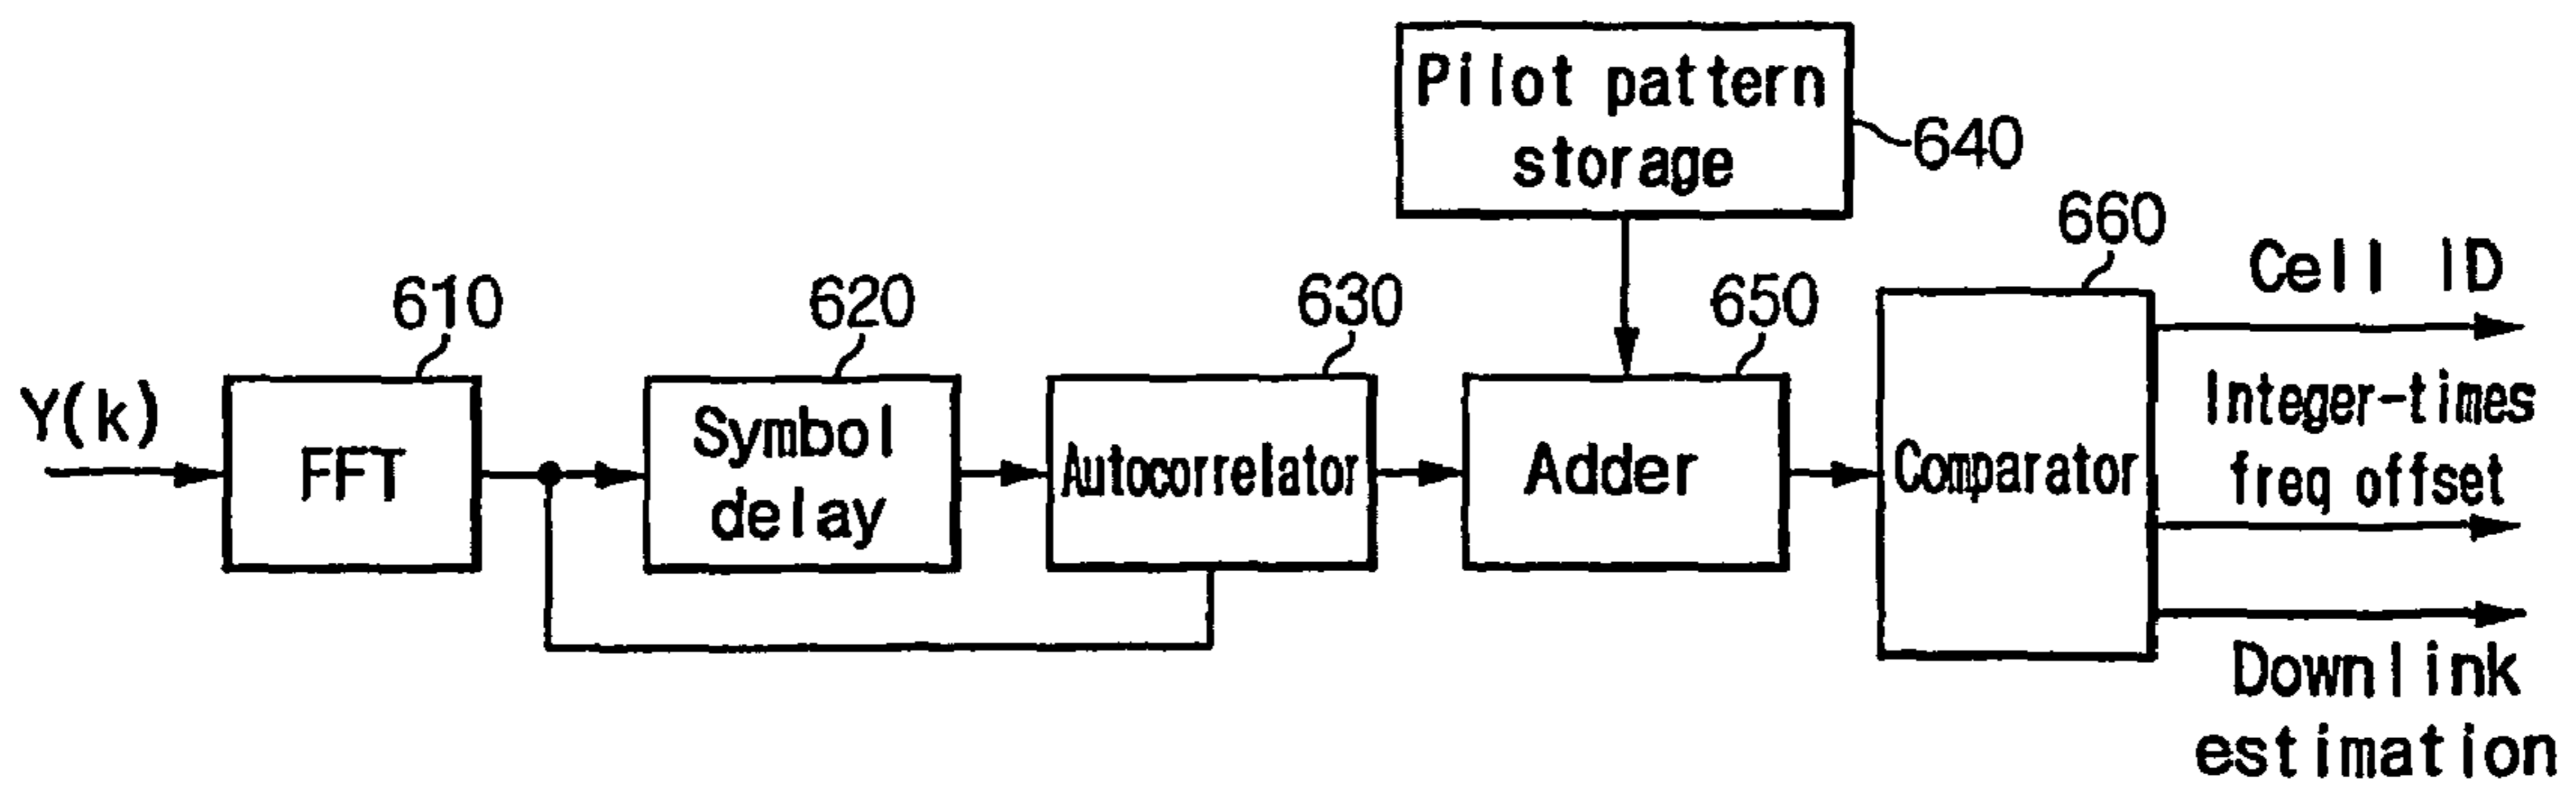 Pilot pattern
storage
640
660
Cell ID
610
620
630
650
Y(k)
FFT
Symbol
delay
Autocorrelator
Adder
Comparator
Integer-times
freq offset
Downlink
estimation